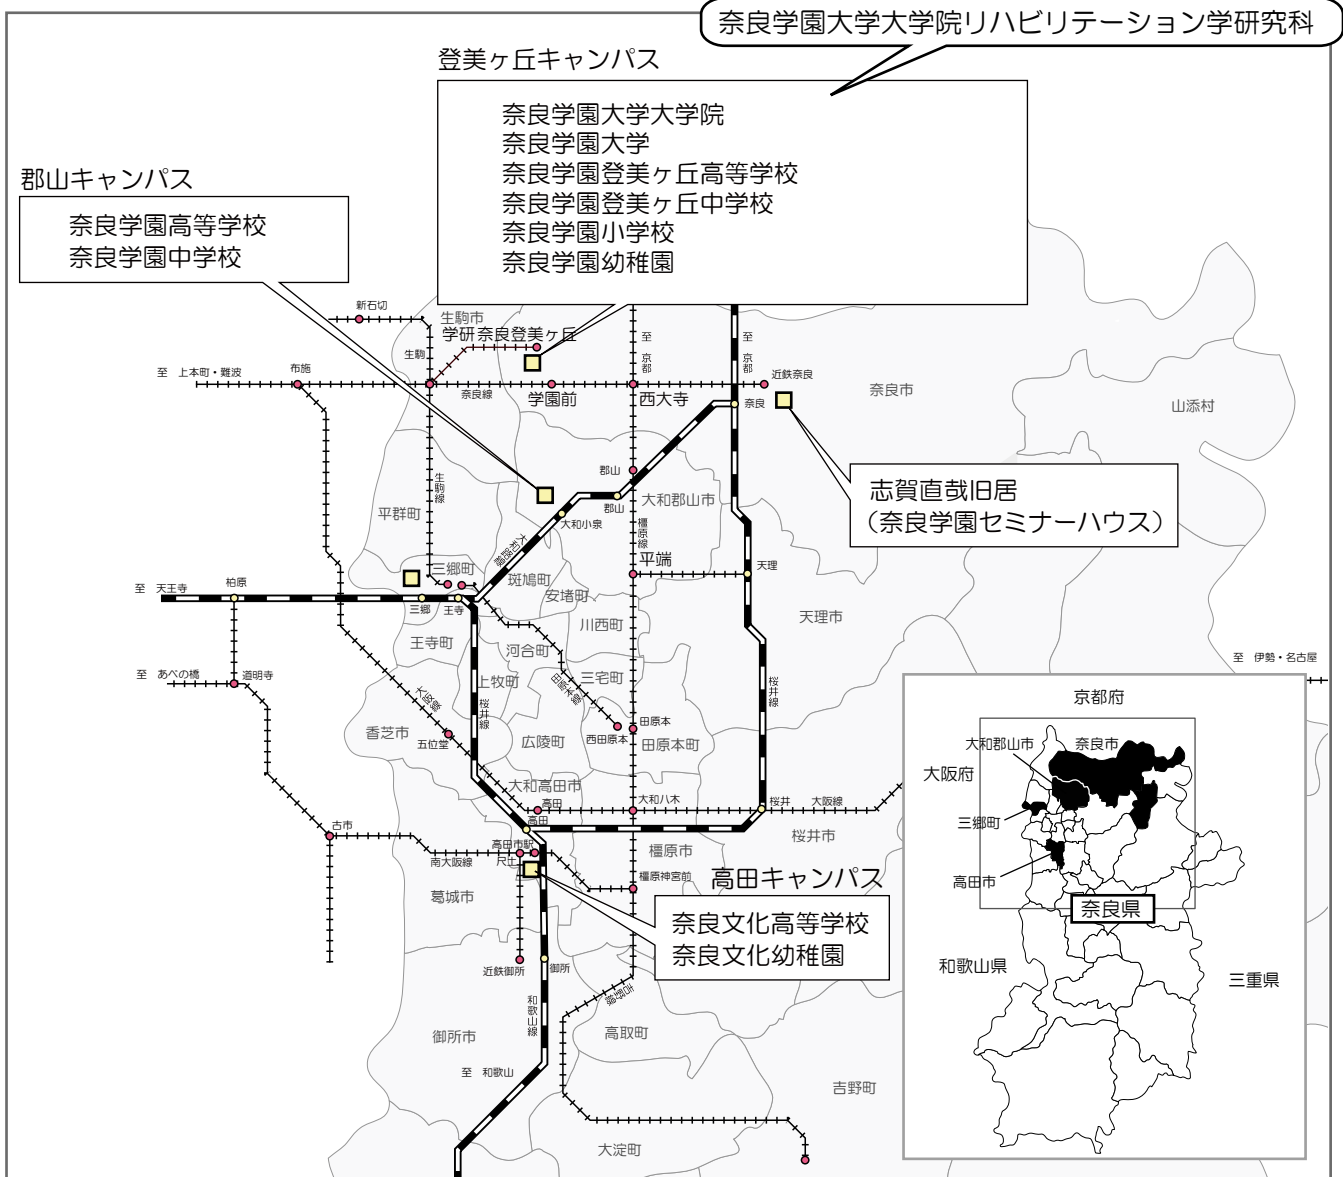 奈良学園大学大学院リハビリテーション学研究科
登美ヶ丘キャンパス
奈良学園大学大学院
奈良学園大学
奈良学園登美ヶ丘高等学校
奈良学園登美ヶ丘中学校
奈良学園小学校
奈良学園幼稚園
郡山キャンパス
奈良学園高等学校
奈良学園中学校
新石切
生駒市
学研奈良登美ヶ丘
生駒
至 京都
至 京都
至 上本町・難波
布施
奈良線
学園前
西大寺
近鉄奈良
奈良
奈良市
山添村
志賀直哉旧居
（奈良学園セミナーハウス）
生駒線
郡山
郡山
大和郡山市
平群町
大和小泉
橿原線
大和路線
平端
天理
三郷町
斑鳩町
安堵町
至 天王寺
柏原
三郷
王寺
川西町
天理市
王寺町
河合町
至 伊勢・名古屋
至 あべの橋
道明寺
上牧町
三宅町
田原本線
大阪線
桜井線
桜井線
香芝市
五位堂
広陵町
西田原本
田原本
田原本町
大和高田市
高田
大和八木
桜井
大阪線
古市
高田
高田市駅
尺土
南大阪線
橿原市
桜井市
橿原神宮前
高田キャンパス
奈良文化高等学校
奈良文化幼稚園
葛城市
近鉄御所
御所
和歌山線
吉野線
御所市
高取町
至 和歌山
吉野町
大淀町
京都府
大和郡山市
奈良市
大阪府
三郷町
高田市
奈良県
和歌山県
三重県